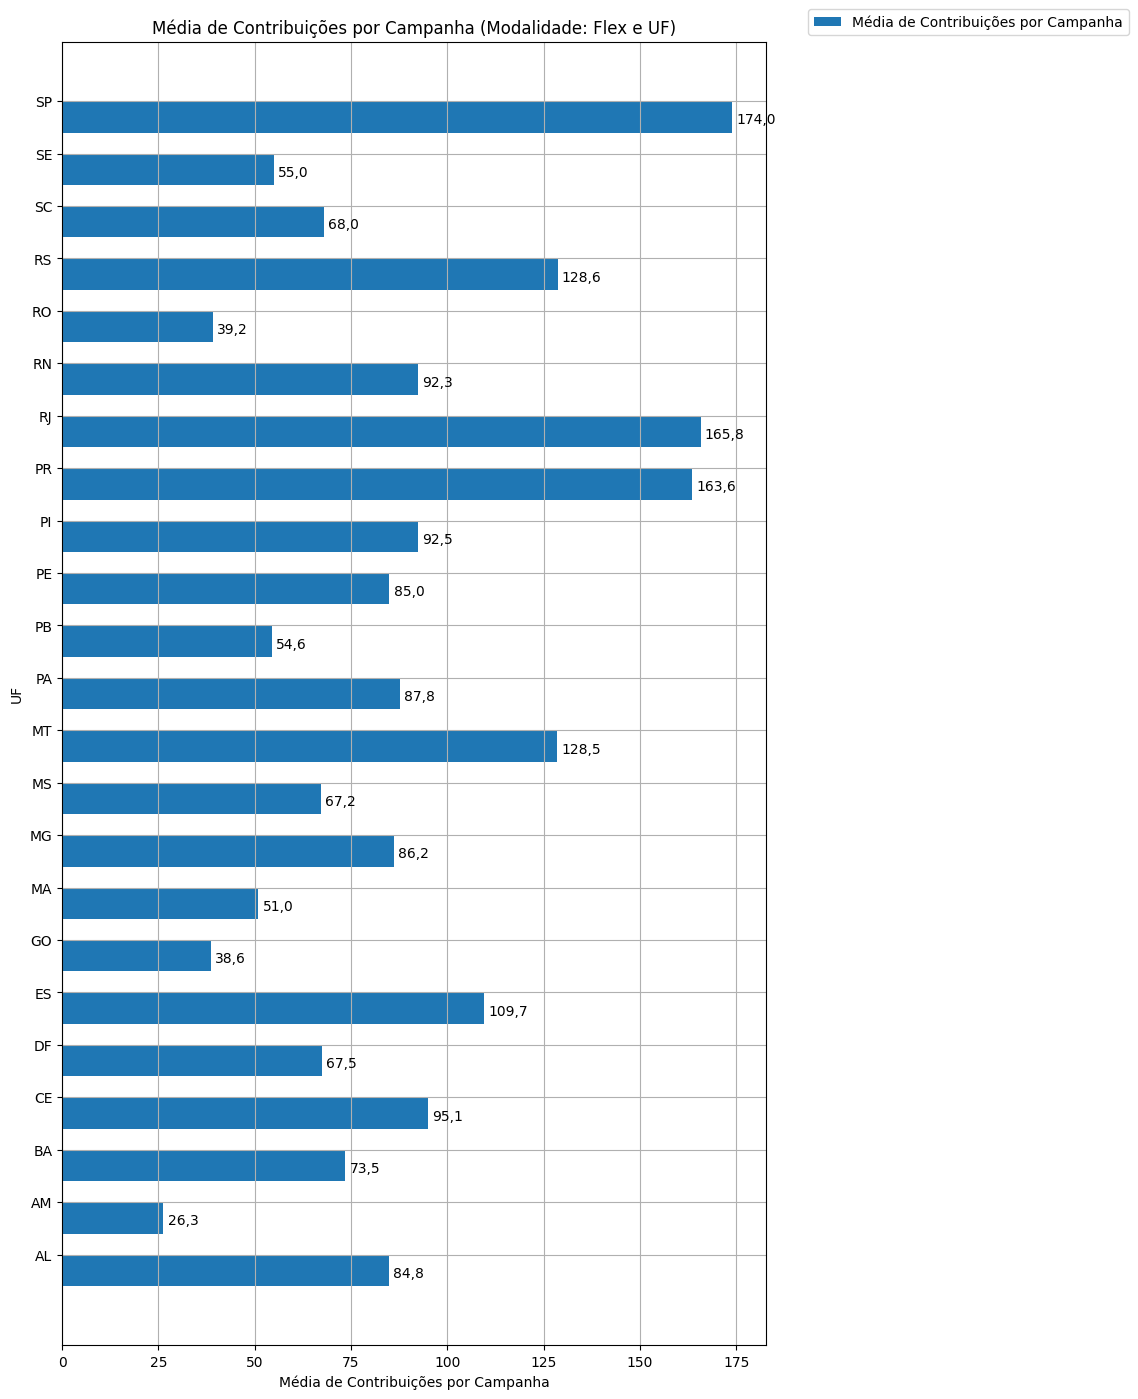 Média de Contribuições por Campanha (Modalidade: Flex e UF)
Média de Contribuições por Campanha
SP 174,0
SE 55,0
SC 68,0
RS 128,6
RO 39,2
RN 92,3
RJ 165,8
PR 163,6
PI 92,5
PE 85,0
PB 54,6
PA 87,8
UF
MT 128,5
MS 67,2
MG 86,2
MA 51,0
GO 38,6
ES 109,7
DF 67,5
CE 95,1
BA 73,5
AM 26,3
AL 84,8
0 25 50 75 100 125 150 175
Média de Contribuições por Campanha